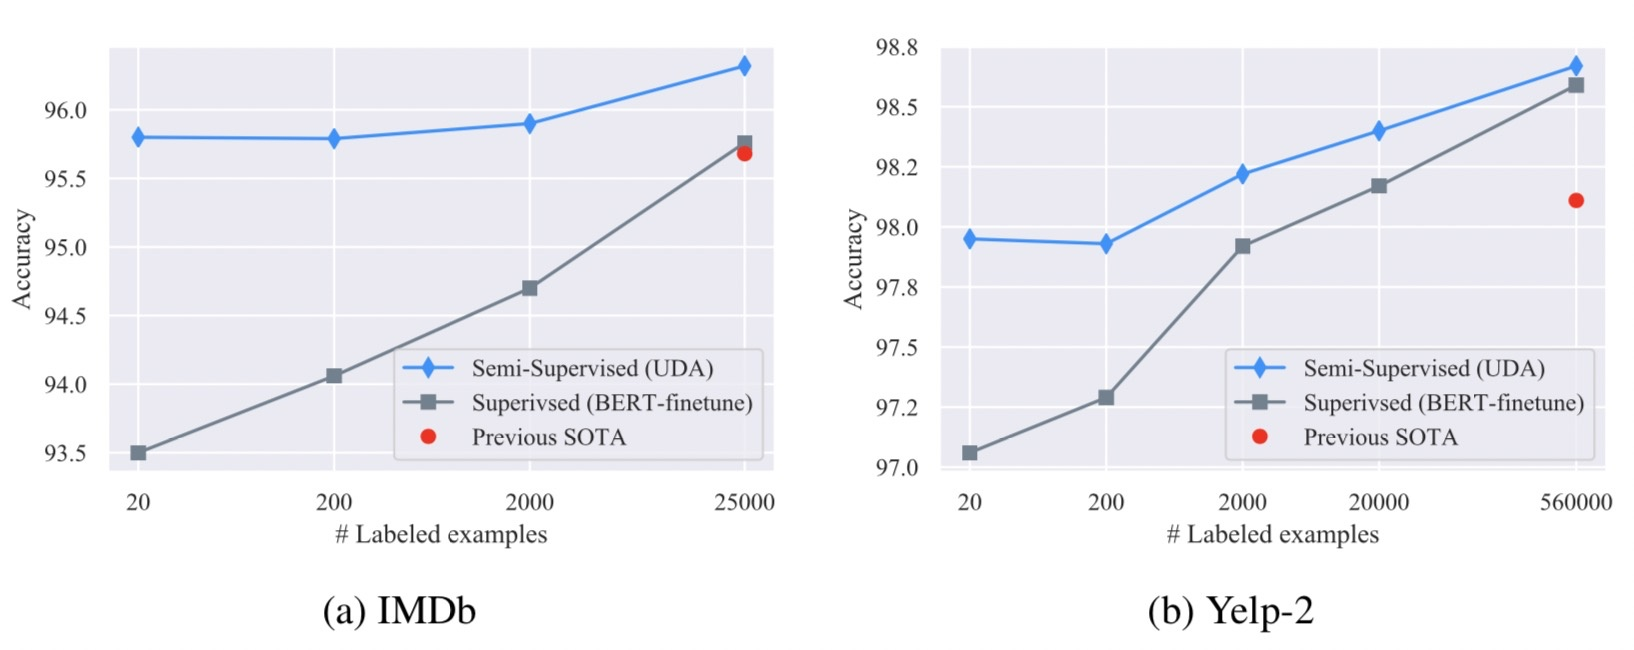 96.0
95.5
95.0
94.5
94.0
93.5
Accuracy
Semi-Supervised (UDA)
Superivsed (BERT-finetune)
Previous SOTA
20 200 2000 25000
# Labeled examples
(a) IMDb
98.8
98.5
98.2
98.0
97.8
97.5
97.2
97.0
Accuracy
Semi-Supervised (UDA)
Superivsed (BERT-finetune)
Previous SOTA
20 200 2000 20000 560000
# Labeled examples
(b) Yelp-2